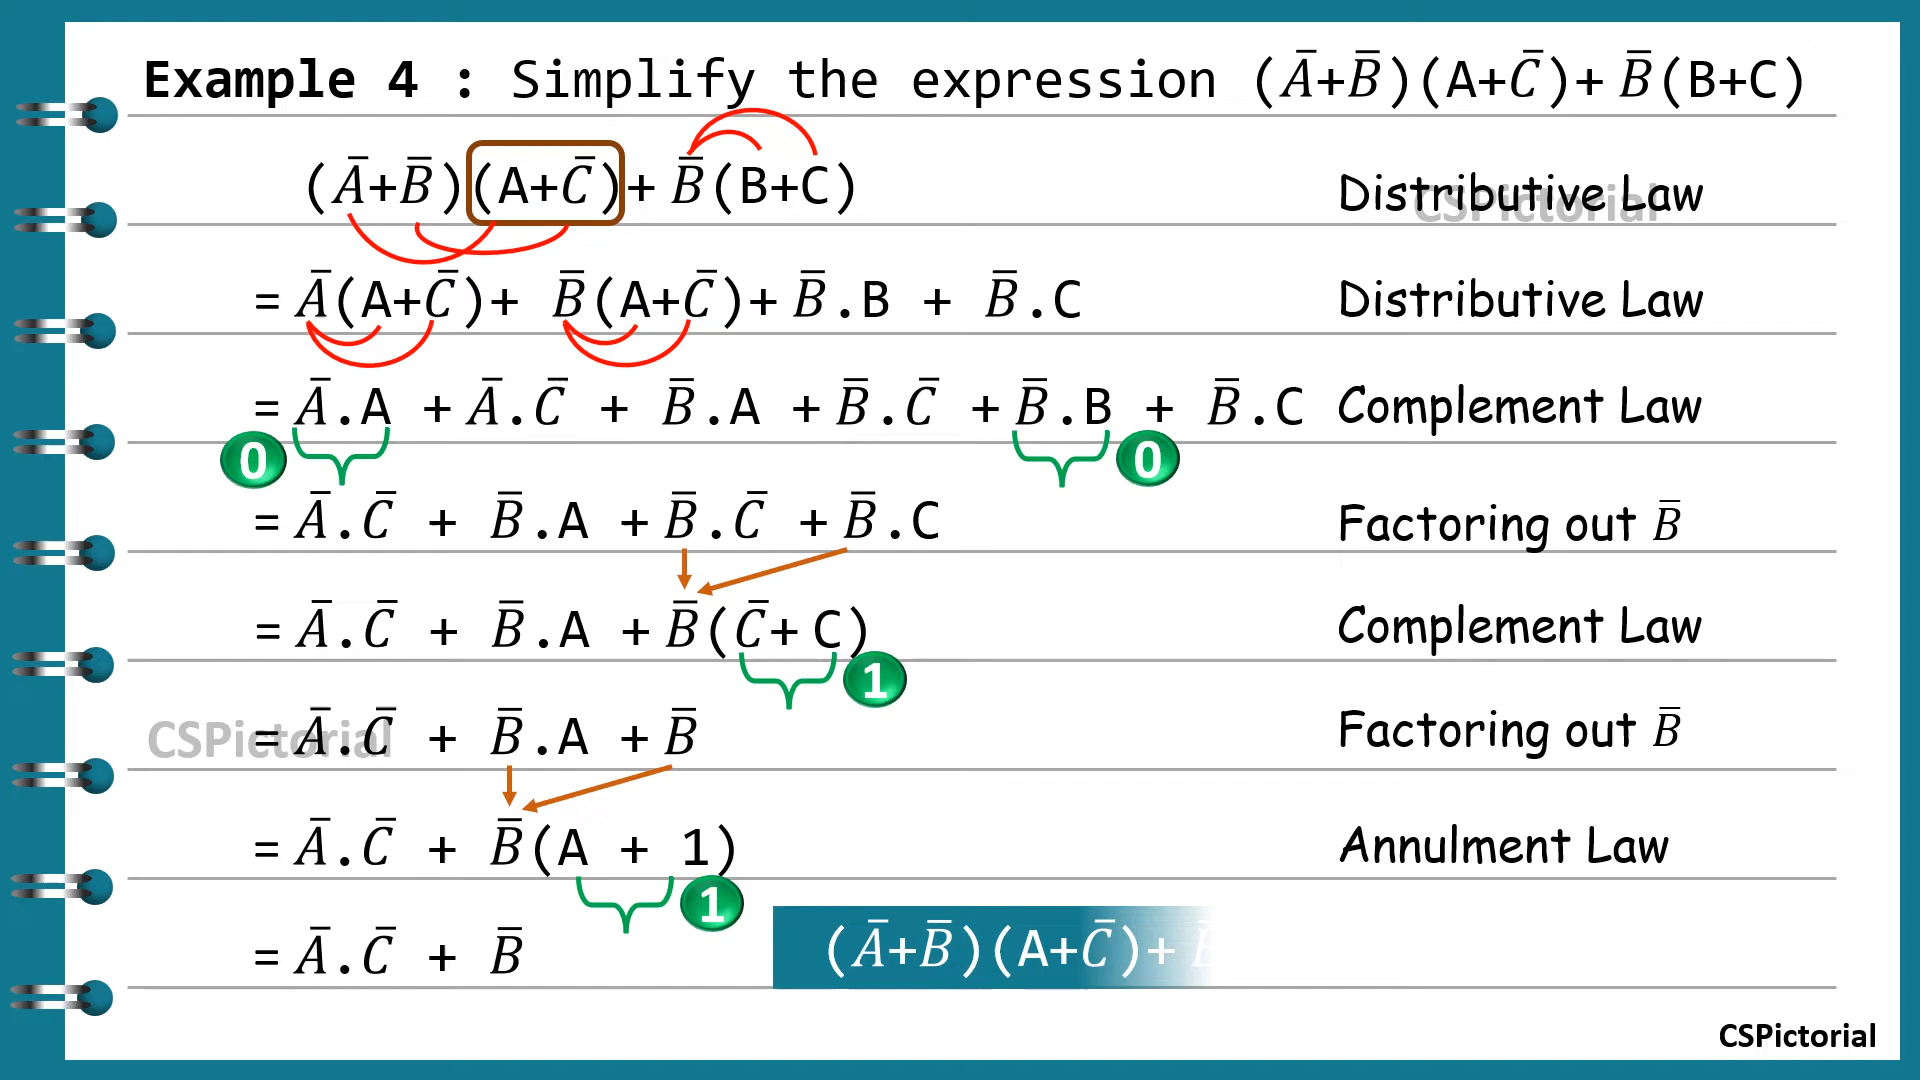 Example 4 : Simplify the expression (A̅+B̅)(A+C̅)+ B̅(B+C)
(A̅+B̅)(A+C̅)+ B̅(B+C) Distributive Law
CSPictorial
= A̅(A+C̅)+ B̅(A+C̅)+ B̅.B + B̅.C Distributive Law
= A̅.A + A̅.C̅ + B̅.A + B̅.C̅ + B̅.B + B̅.C Complement Law
0 0
= A̅.C̅ + B̅.A + B̅.C̅ + B̅.C Factoring out B̅
= A̅.C̅ + B̅.A + B̅(C̅+ C) Complement Law
1
CSPictorial
= A̅.C̅ + B̅.A + B̅ Factoring out B̅
= A̅.C̅ + B̅(A + 1) Annulment Law
1
= A̅.C̅ + B̅ (A̅+B̅)(A+C̅)+ B̅
CSPictorial